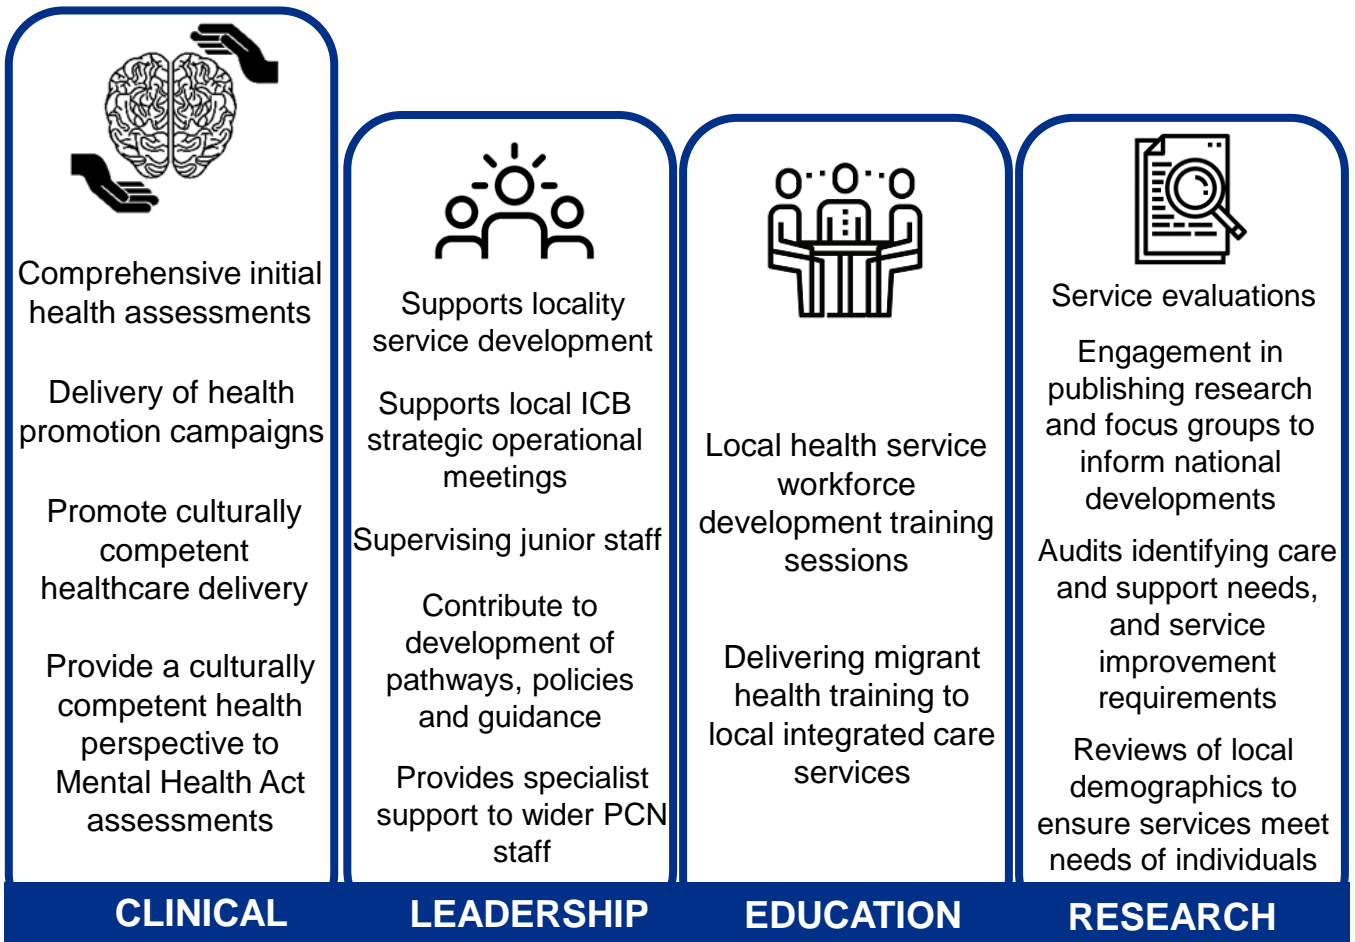 Comprehensive initial
health assessments
Delivery of health
promotion campaigns
Promote culturally
competent
healthcare delivery
Provide a culturally
competent health
perspective to
Mental Health Act
assessments
CLINICAL
Supports locality
service development
Supports local ICB
strategic operational
meetings
Supervising junior staff
Contribute to
development of
pathways, policies
and guidance
Provides specialist
support to wider PCN
staff
LEADERSHIP
Local health service
workforce
development training
sessions
Delivering migrant
health training to
local integrated care
services
EDUCATION
Service evaluations
Engagement in
publishing research
and focus groups to
inform national
developments
Audits identifying care
and support needs,
and service
improvement
requirements
Reviews of local
demographics to
ensure services meet
needs of individuals
RESEARCH